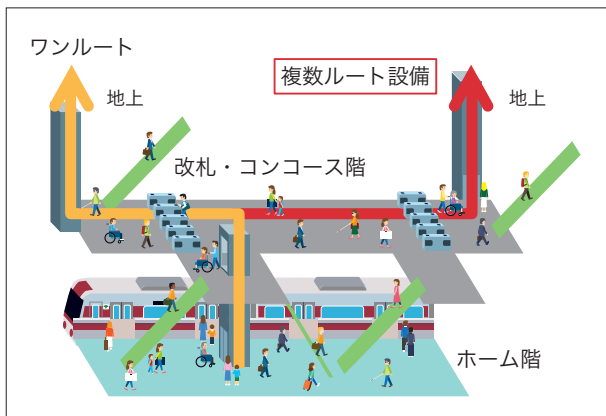 ワンルート
複数ルート設備
地上
地上
改札・コンコース階
ホーム階